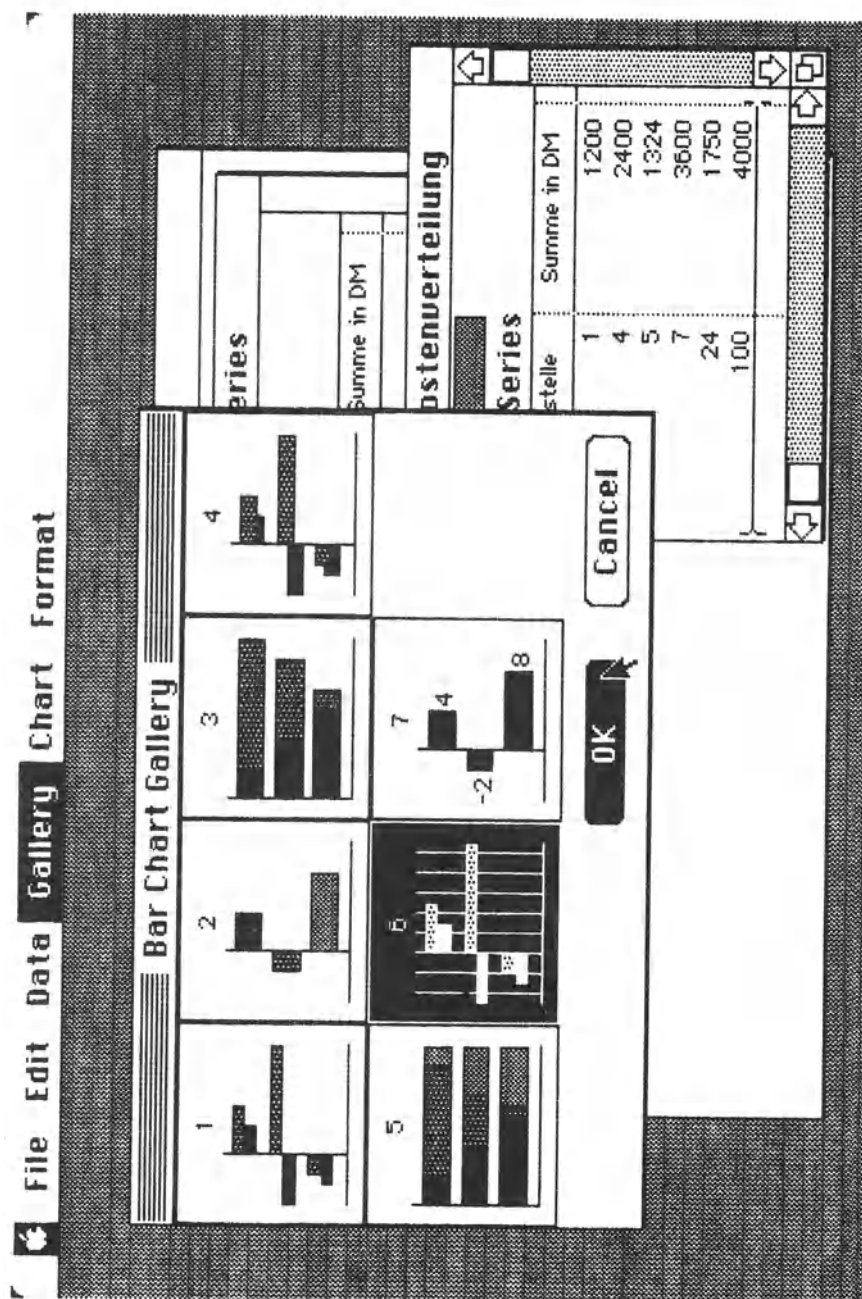 File Edit Data Gallery Chart Format
Bar Chart Gallery
1
2
3
4
5
6
7
4
-2
8
OK
Cancel
eries
Summe in DM
ostenverteilung
Series
stelle Summe in DM
1 1200
4 2400
5 1324
7 3600
24 1750
100 4000